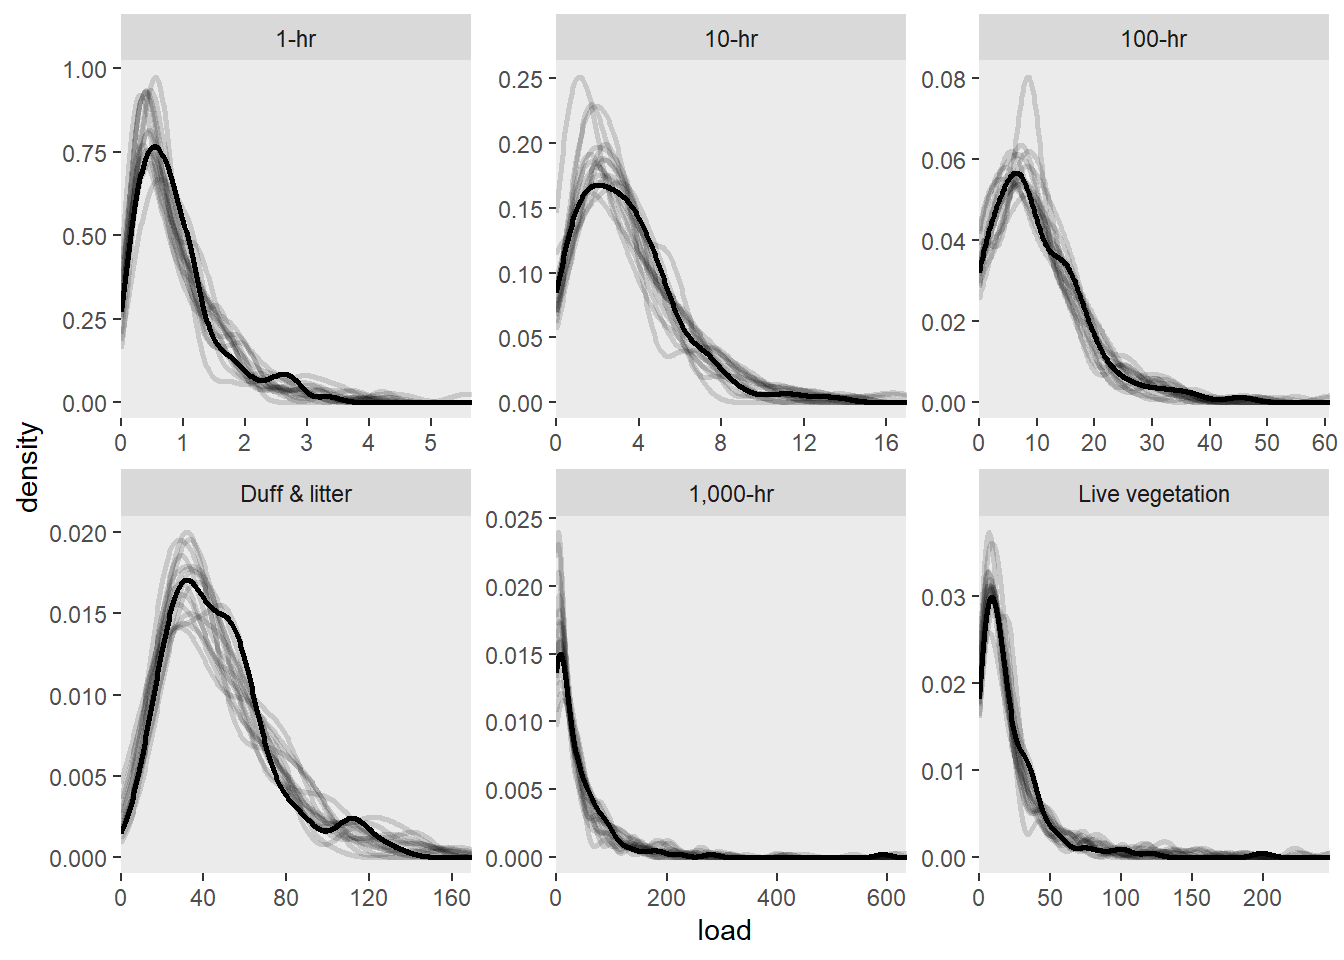 1-hr
10-hr
100-hr
1.00
0.75
0.50
0.25
0.00
0 1 2 3 4 5
0.25
0.20
0.15
0.10
0.05
0.00
0 4 8 12 16
0.08
0.06
0.04
0.02
0.00
0 10 20 30 40 50 60
density
Duff & litter
1,000-hr
Live vegetation
0.020
0.015
0.010
0.005
0.000
0 40 80 120 160
0.025
0.020
0.015
0.010
0.005
0.000
0 200 400 600
0.03
0.02
0.01
0.00
0 50 100 150 200
load